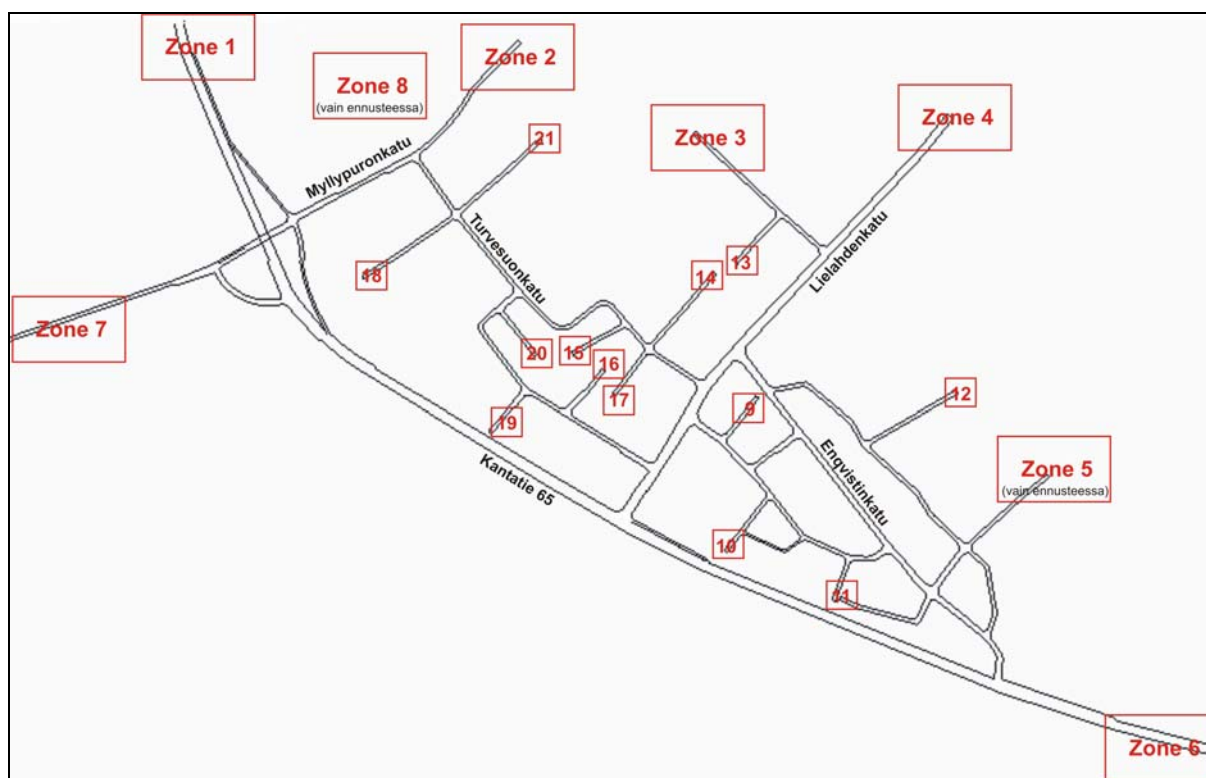 Zone 1
Zone 2
Zone 8
(vain ennusteessa)
Zone 3
Zone 4
21
Myllypuronkatu
Turvesuonkatu
Lielahdenkatu
13
14
18
Zone 7
20
15
16
17
9
12
19
Kantatie 65
Enqvistinkatu
Zone 5
(vain ennusteessa)
10
11
Zone 6